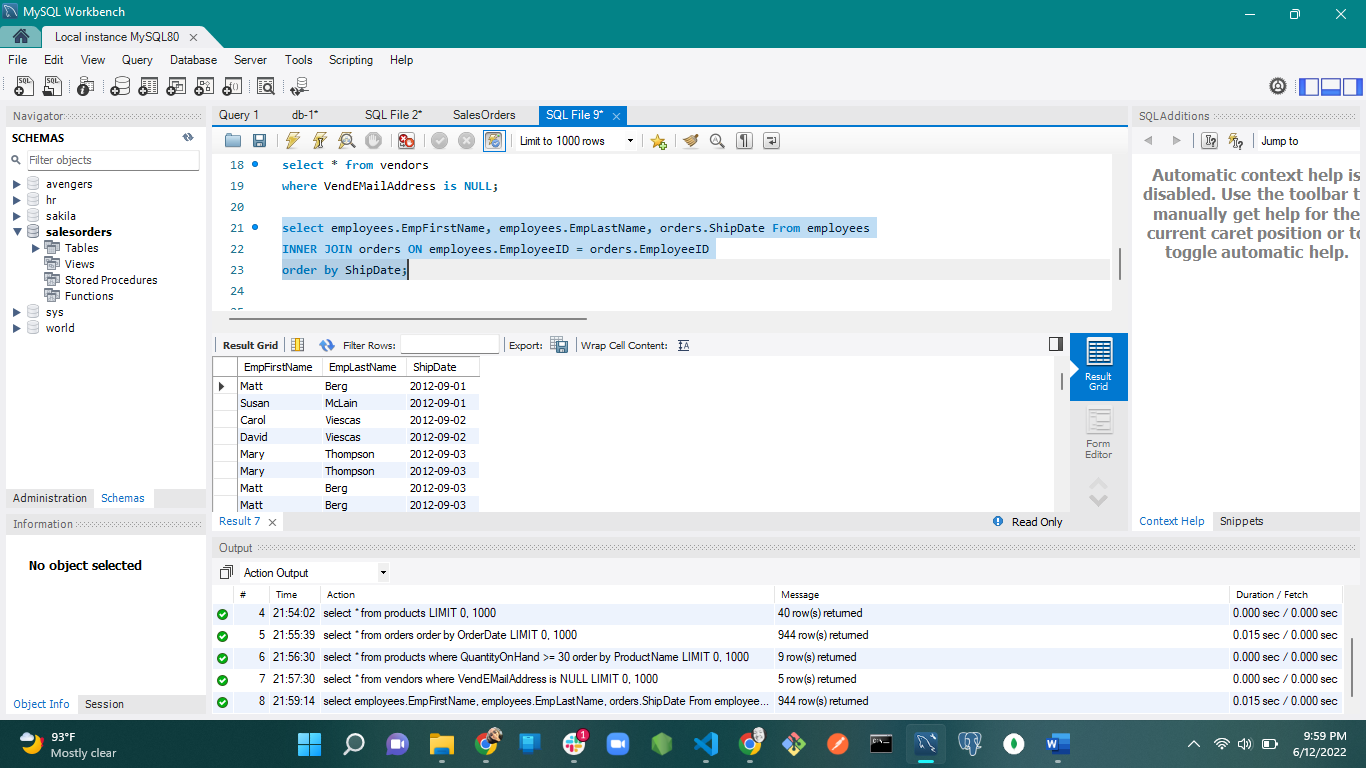 MySQL Workbench
Local instance MySQL80
File Edit View Query Database Server Tools Scripting Help
Navigator
SCHEMAS
Filter objects
avengers
hr
sakila
salesorders
Tables
Views
Stored Procedures
Functions
sys
world
Administration Schemas
Information
No object selected
Object Info Session
Query 1 db-1* SQL File 2* SalesOrders SQL File 9*
Limit to 1000 rows
18 select * from vendors
19 where VendEMailAddress is NULL;
20
21 select employees.EmpFirstName, employees.EmpLastName, orders.ShipDate From employees
22 INNER JOIN orders ON employees.EmployeeID = orders.EmployeeID
23 order by ShipDate;
24
Result Grid Filter Rows: Export: Wrap Cell Content:
EmpFirstName EmpLastName ShipDate
Matt Berg 2012-09-01
Susan McLain 2012-09-01
Carol Viescas 2012-09-02
David Viescas 2012-09-02
Mary Thompson 2012-09-03
Mary Thompson 2012-09-03
Matt Berg 2012-09-03
Matt Berg 2012-09-03
Result
Grid
Form
Editor
Result 7 Read Only
SQLAdditions
Jump to
Automatic context help is
disabled. Use the toolbar t
manually get help for the
current caret position or to
toggle automatic help.
Context Help Snippets
Output
Action Output
# Time Action Message Duration / Fetch
4 21:54:02 select * from products LIMIT 0, 1000 40 row(s) returned 0.000 sec / 0.000 sec
5 21:55:39 select * from orders order by OrderDate LIMIT 0, 1000 944 row(s) returned 0.015 sec / 0.000 sec
6 21:56:30 select * from products where QuantityOnHand >= 30 order by ProductName LIMIT 0, 1000 9 row(s) returned 0.000 sec / 0.000 sec
7 21:57:30 select * from vendors where VendEMailAddress is NULL LIMIT 0, 1000 5 row(s) returned 0.000 sec / 0.000 sec
8 21:59:14 select employees.EmpFirstName, employees.EmpLastName, orders.ShipDate From employee... 944 row(s) returned 0.015 sec / 0.000 sec
93°F
Mostly clear
1
9:59 PM
6/12/2022